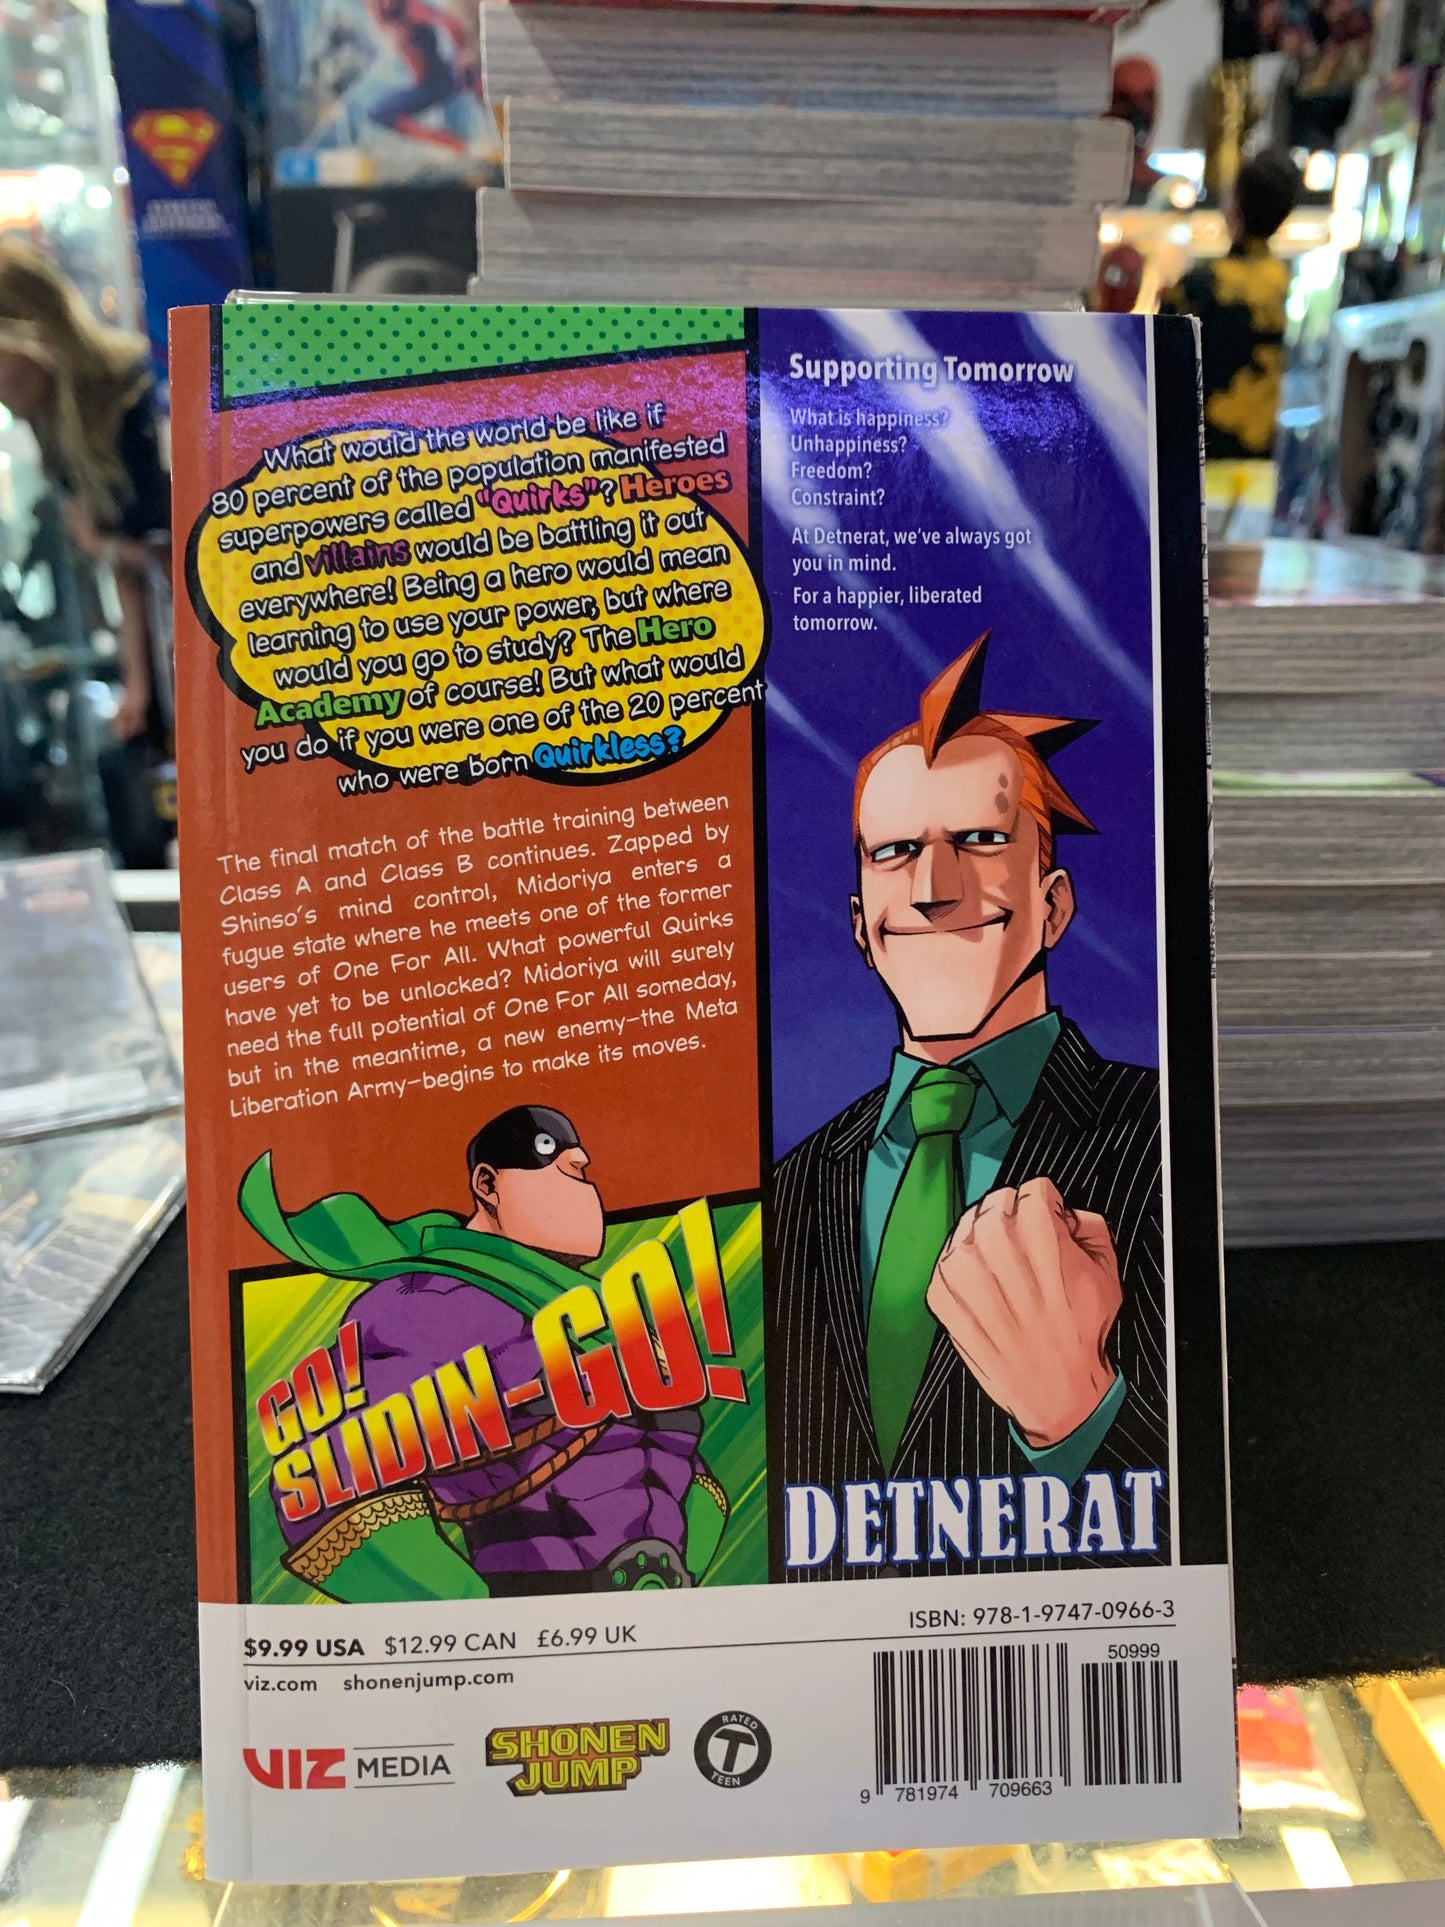 What would the world be like if
80 percent of the population manifested
superpowers called "Quirks"? Heroes
and villains would be battling it out
everywhere! Being a hero would mean
learning to use your power, but where
would you go to study? The Hero
Academy of course! But what would
you do if you were one of the 20 percent
who were born Quirkless?
The final match of the battle training between
Class A and Class B continues. Zapped by
Shinso's mind control, Midoriya enters a
fugue state where he meets one of the former
users of One For All. What powerful Quirks
have yet to be unlocked? Midoriya will surely
need the full potential of One For All someday,
but in the meantime, a new enemy—the Meta
Liberation Army—begins to make its moves.
GO!
SLIDIN-GO!
Supporting Tomorrow
What is happiness?
Unhappiness?
Freedom?
Constraint?
At Detnerat, we've always got
you in mind.
For a happier, liberated
tomorrow.
DETNERAT
$9.99 USA $12.99 CAN £6.99 UK
viz.com shonenjump.com
VIZ MEDIA
SHONEN
JUMP
RATED
T
TEEN
ISBN: 978-1-9747-0966-3
50999
9 781974 709663